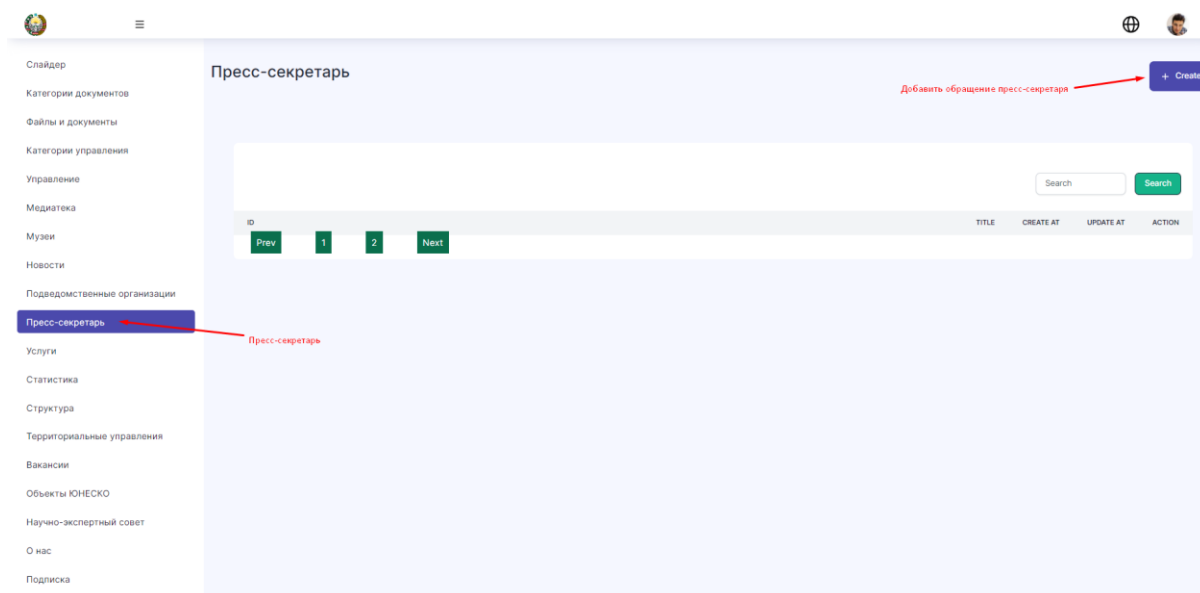 Слайдер
Категории документов
Файлы и документы
Категории управления
Управление
Медиатека
Музеи
Новости
Подведомственные организации
Пресс-секретарь
Услуги
Статистика
Структура
Территориальные управления
Вакансии
Объекты ЮНЕСКО
Научно-экспертный совет
О нас
Подписка
Пресс-секретарь
Добавить обращение пресс-секретаря
+ Create
Search Search
ID TITLE CREATE AT UPDATE AT ACTION
Prev 1 2 Next
Пресс-секретарь